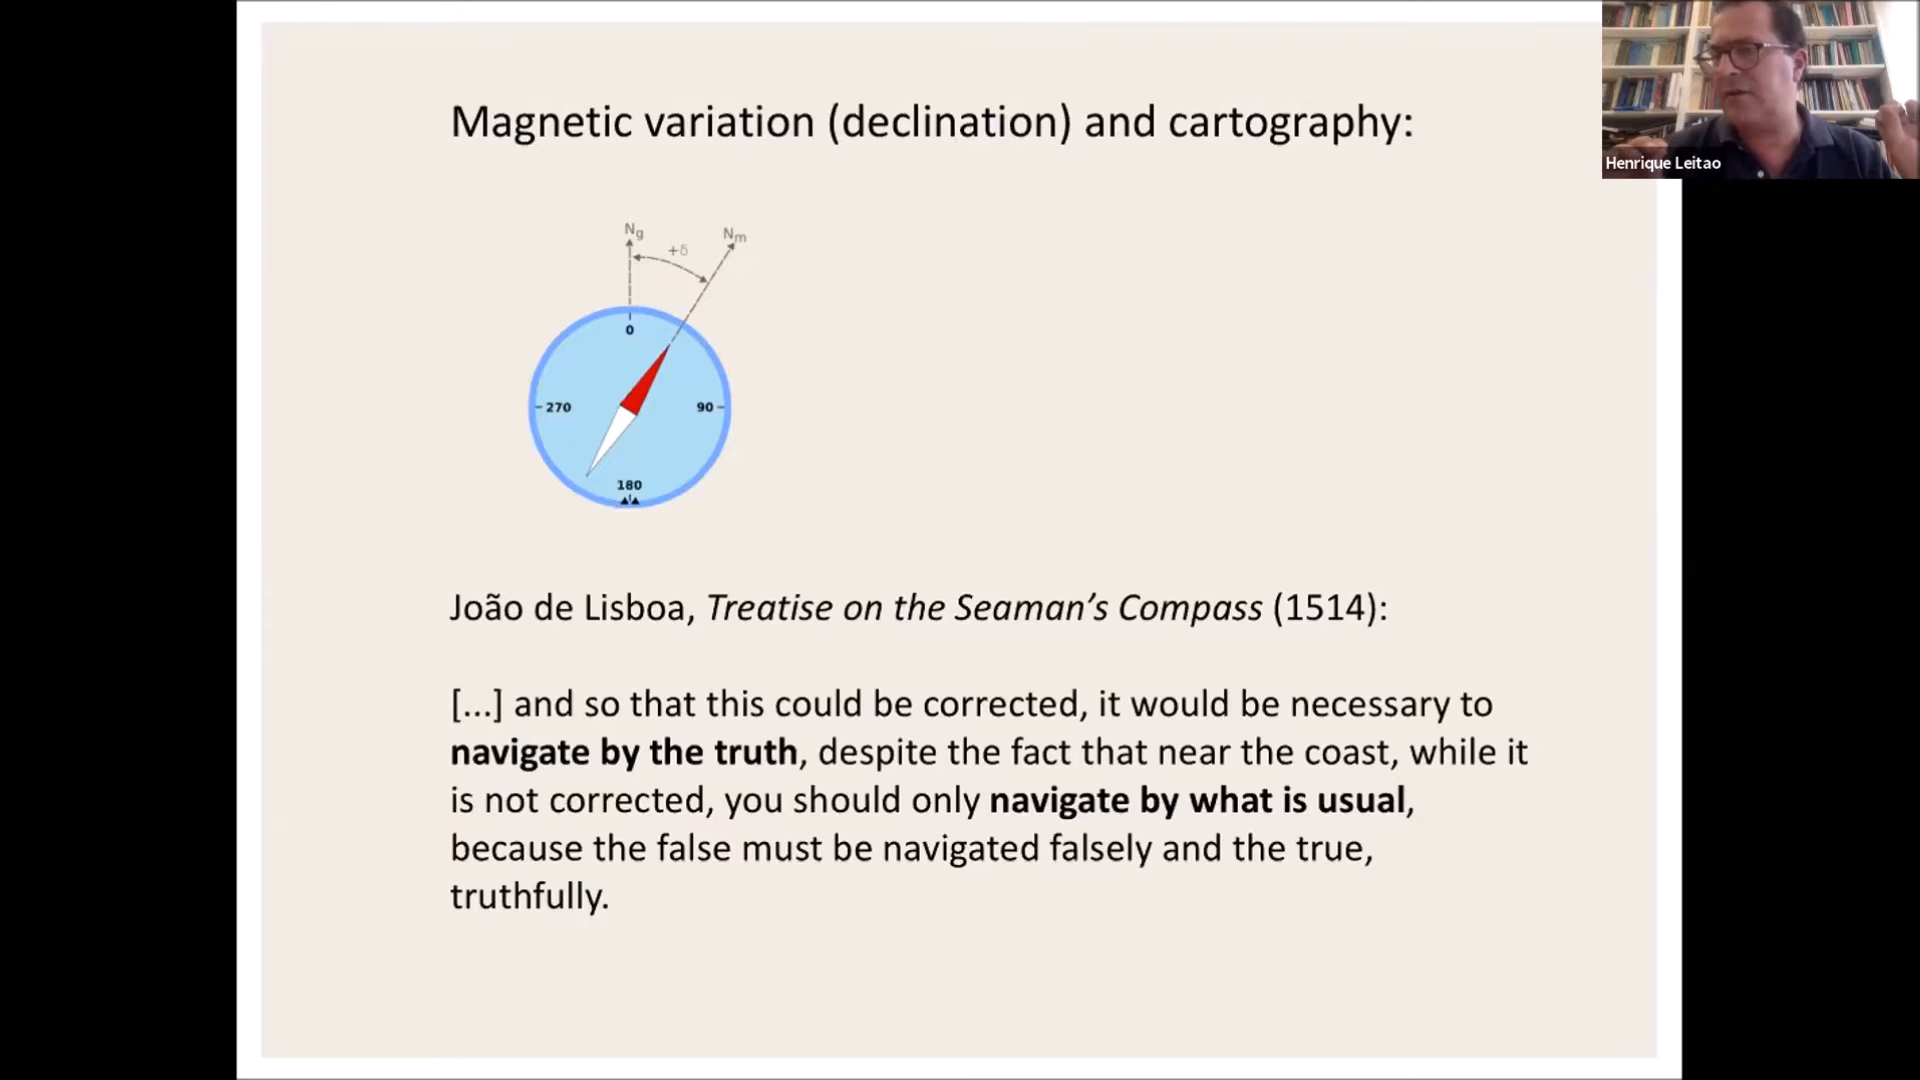 Magnetic variation (declination) and cartography:
Henrique Leitao
Ng
+δ
Nm
0
270
90
180
João de Lisboa, Treatise on the Seaman’s Compass (1514):
[...] and so that this could be corrected, it would be necessary to
navigate by the truth, despite the fact that near the coast, while it
is not corrected, you should only navigate by what is usual,
because the false must be navigated falsely and the true,
truthfully.